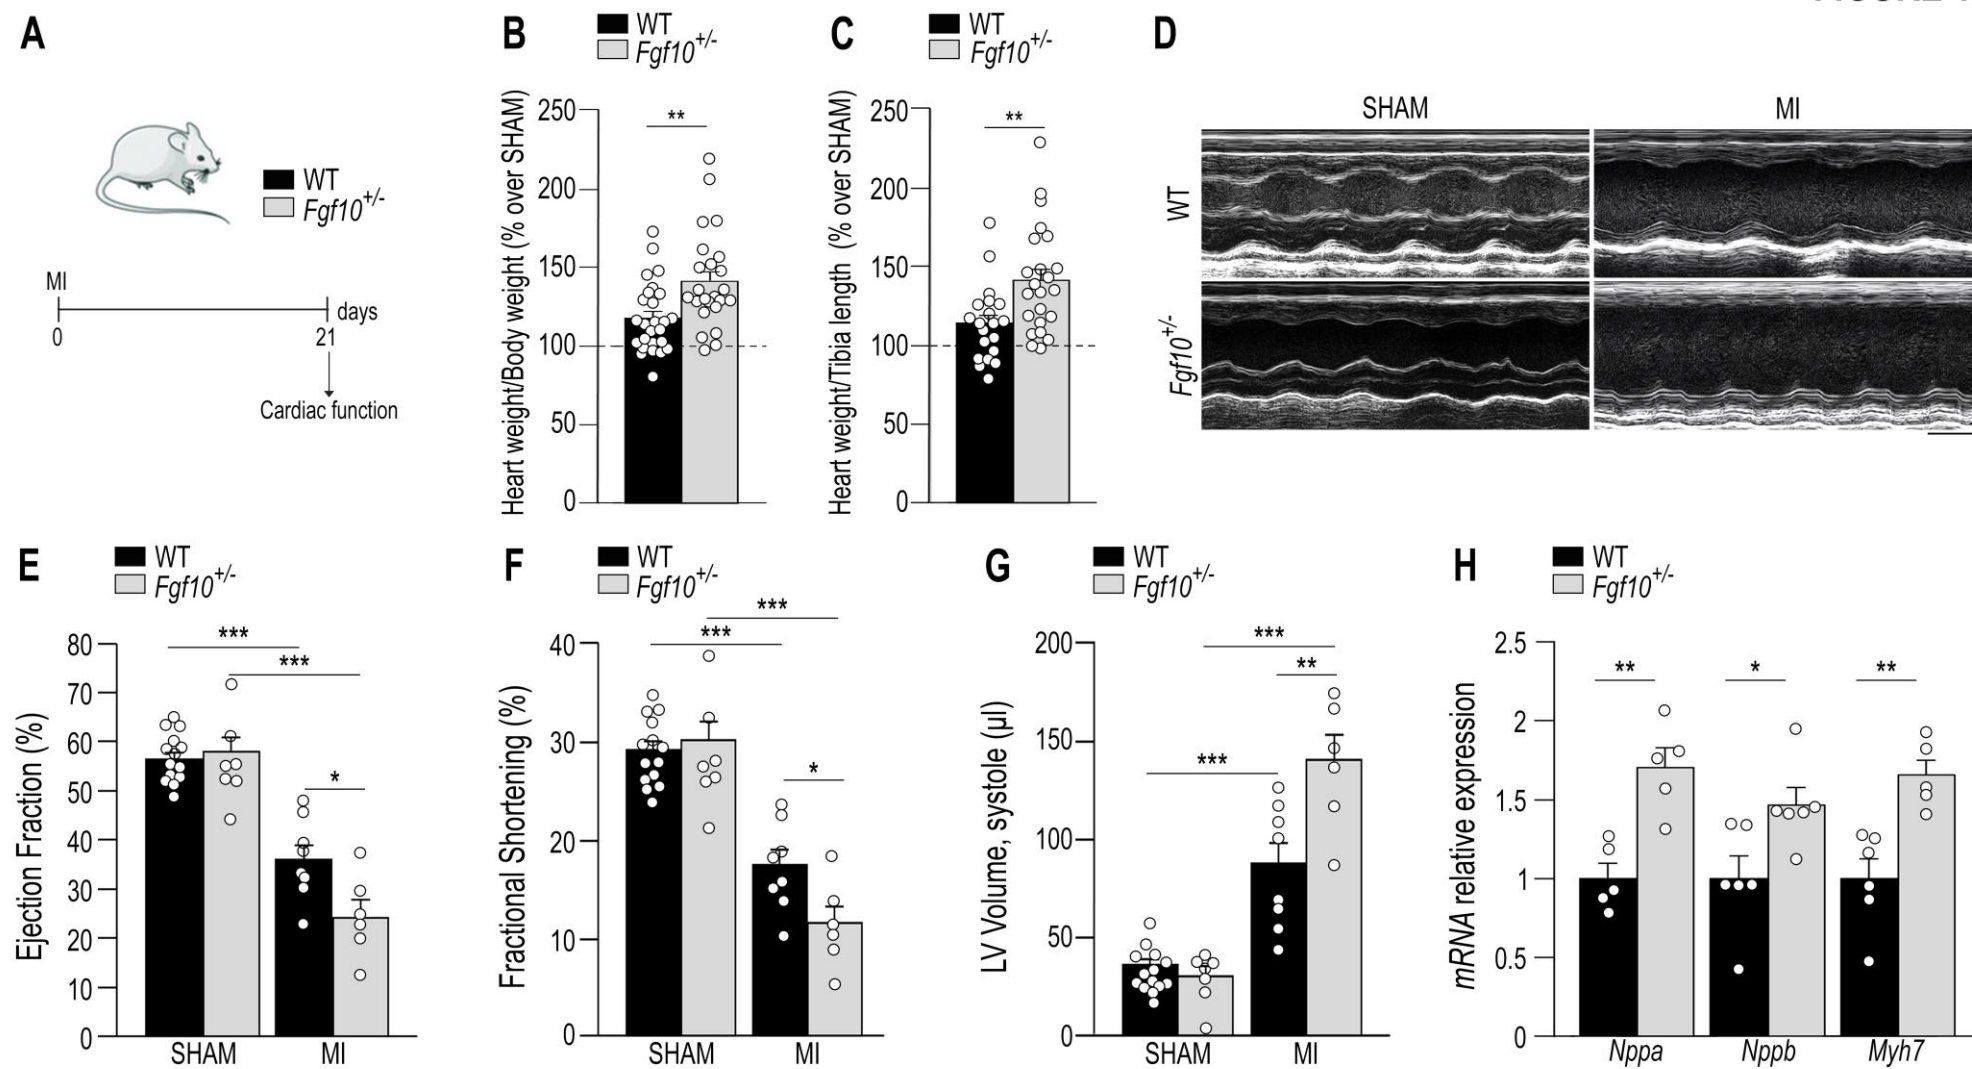 A
WT
Fgf10+/-
MI
0
21
days
Cardiac function
B
WT
Fgf10+/-
**
Heart weight/Body weight (% over SHAM)
250
200
150
100
50
0
C
WT
Fgf10+/-
**
Heart weight/Tibia length (% over SHAM)
250
200
150
100
50
0
D
SHAM
MI
WT
Fgf10+/-
E
WT
Fgf10+/-
***
***
*
Ejection Fraction (%)
80
70
60
50
40
30
20
10
0
SHAM
MI
F
WT
Fgf10+/-
***
***
*
Fractional Shortening (%)
40
30
20
10
0
SHAM
MI
G
WT
Fgf10+/-
***
**
***
LV Volume, systole (µl)
200
150
100
50
0
SHAM
MI
H
WT
Fgf10+/-
**
*
**
mRNA relative expression
2.5
2
1.5
1
0.5
0
Nppa
Nppb
Myh7